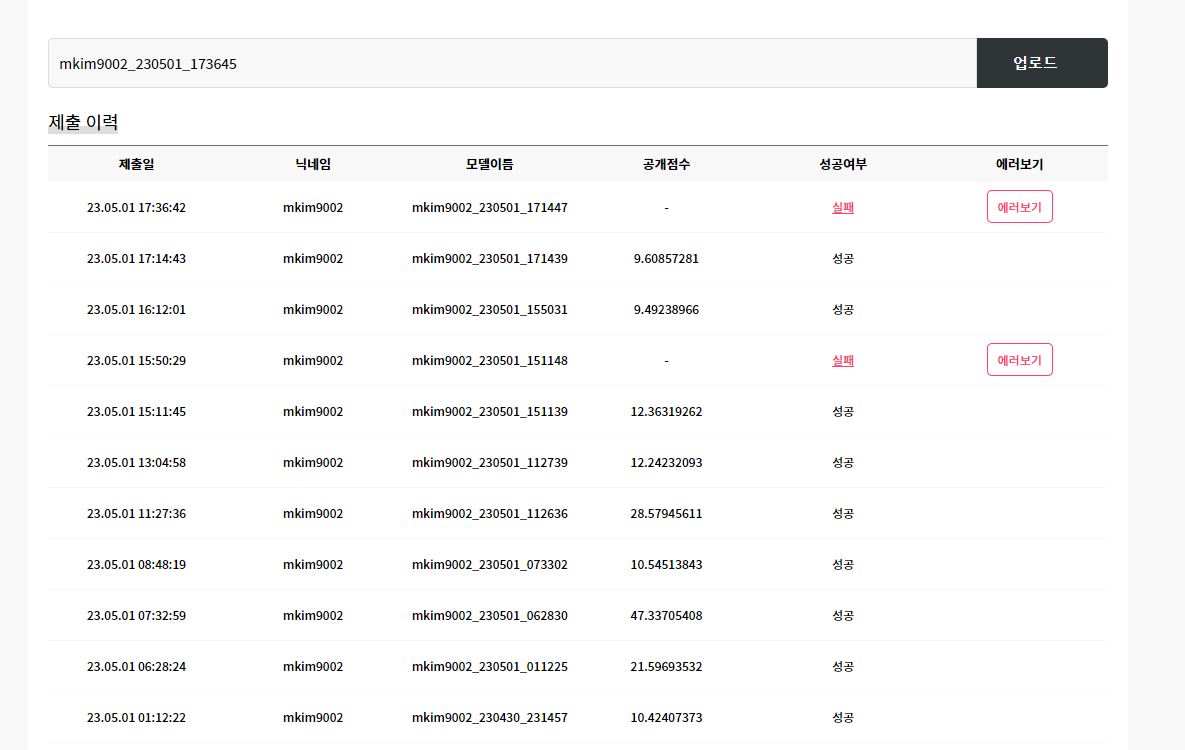 mkim9002_230501_173645 업로드
제출 이력
제출일 닉네임 모델이름 공개점수 성공여부 에러보기
23.05.01 17:36:42 mkim9002 mkim9002_230501_171447 - 실패 에러보기
23.05.01 17:14:43 mkim9002 mkim9002_230501_171439 9.60857281 성공
23.05.01 16:12:01 mkim9002 mkim9002_230501_155031 9.49238966 성공
23.05.01 15:50:29 mkim9002 mkim9002_230501_151148 - 실패 에러보기
23.05.01 15:11:45 mkim9002 mkim9002_230501_151139 12.36319262 성공
23.05.01 13:04:58 mkim9002 mkim9002_230501_112739 12.24232093 성공
23.05.01 11:27:36 mkim9002 mkim9002_230501_112636 28.57945611 성공
23.05.01 08:48:19 mkim9002 mkim9002_230501_073302 10.54513843 성공
23.05.01 07:32:59 mkim9002 mkim9002_230501_062830 47.33705408 성공
23.05.01 06:28:24 mkim9002 mkim9002_230501_011225 21.59693532 성공
23.05.01 01:12:22 mkim9002 mkim9002_230430_231457 10.42407373 성공